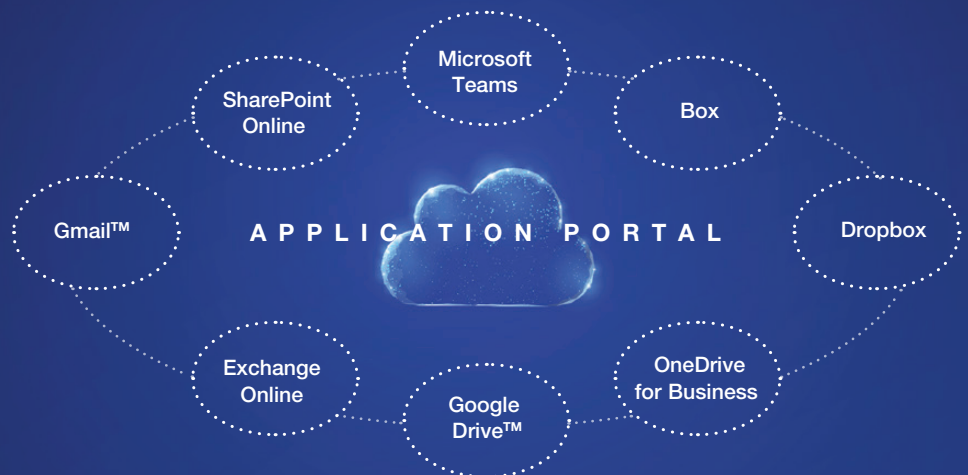 Microsoft
Teams
SharePoint
Online
Box
Gmail™
APPLICATION PORTAL
Dropbox
Exchange
Online
OneDrive
for Business
Google
Drive™